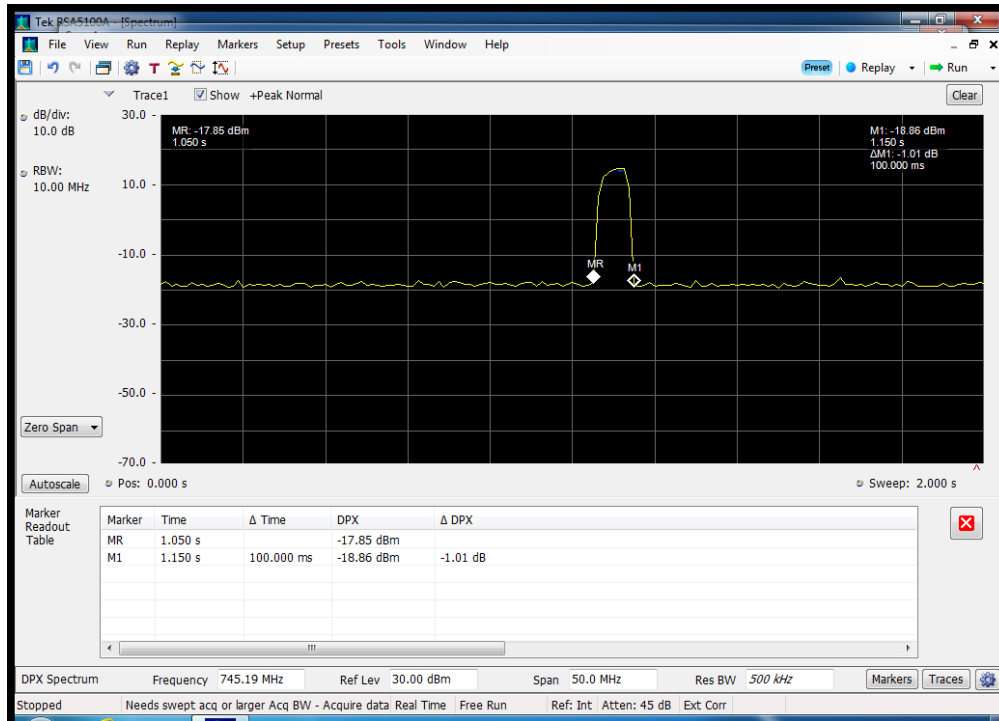 Tek RSA5100A - [Spectrum]
File View Run Replay Markers Setup Presets Tools Window Help
T
Preset Replay Run
Trace1 Show +Peak Normal Clear
dB/div:
10.0 dB
RBW:
10.00 MHz
30.0
10.0
-10.0
-30.0
-50.0
-70.0
MR: -17.85 dBm
1.050 s
M1: -18.86 dBm
1.150 s
ΔM1: -1.01 dB
100.000 ms
MR
M1
Zero Span
Autoscale Pos: 0.000 s Sweep: 2.000 s
Marker
Readout
Table
Marker Time Δ Time DPX Δ DPX
MR 1.050 s -17.85 dBm
M1 1.150 s 100.000 ms -18.86 dBm -1.01 dB
DPX Spectrum Frequency 745.19 MHz Ref Lev 30.00 dBm Span 50.0 MHz Res BW 500 kHz Markers Traces
Stopped Needs swept acq or larger Acq BW - Acquire data Real Time Free Run Ref: Int Atten: 45 dB Ext Corr